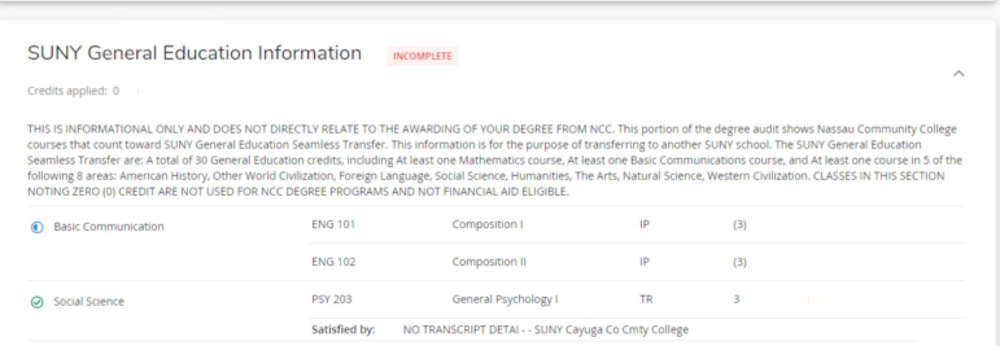 SUNY General Education Information INCOMPLETE
Credits applied: 0
THIS IS INFORMATIONAL ONLY AND DOES NOT DIRECTLY RELATE TO THE AWARDING OF YOUR DEGREE FROM NCC. This portion of the degree audit shows Nassau Community College
courses that count toward SUNY General Education Seamless Transfer. This information is for the purpose of transferring to another SUNY school. The SUNY General Education
Seamless Transfer are: A total of 30 General Education credits, including At least one Mathematics course, At least one Basic Communications course, and At least one course in 5 of the
following 8 areas: American History, Other World Civilization, Foreign Language, Social Science, Humanities, The Arts, Natural Science, Western Civilization. CLASSES IN THIS SECTION
NOTING ZERO (0) CREDIT ARE NOT USED FOR NCC DEGREE PROGRAMS AND NOT FINANCIAL AID ELIGIBLE.
Basic Communication ENG 101 Composition I IP (3)
ENG 102 Composition II IP (3)
Social Science PSY 203 General Psychology I TR 3
Satisfied by: NO TRANSCRIPT DETAI - - SUNY Cayuga Co Cmty College